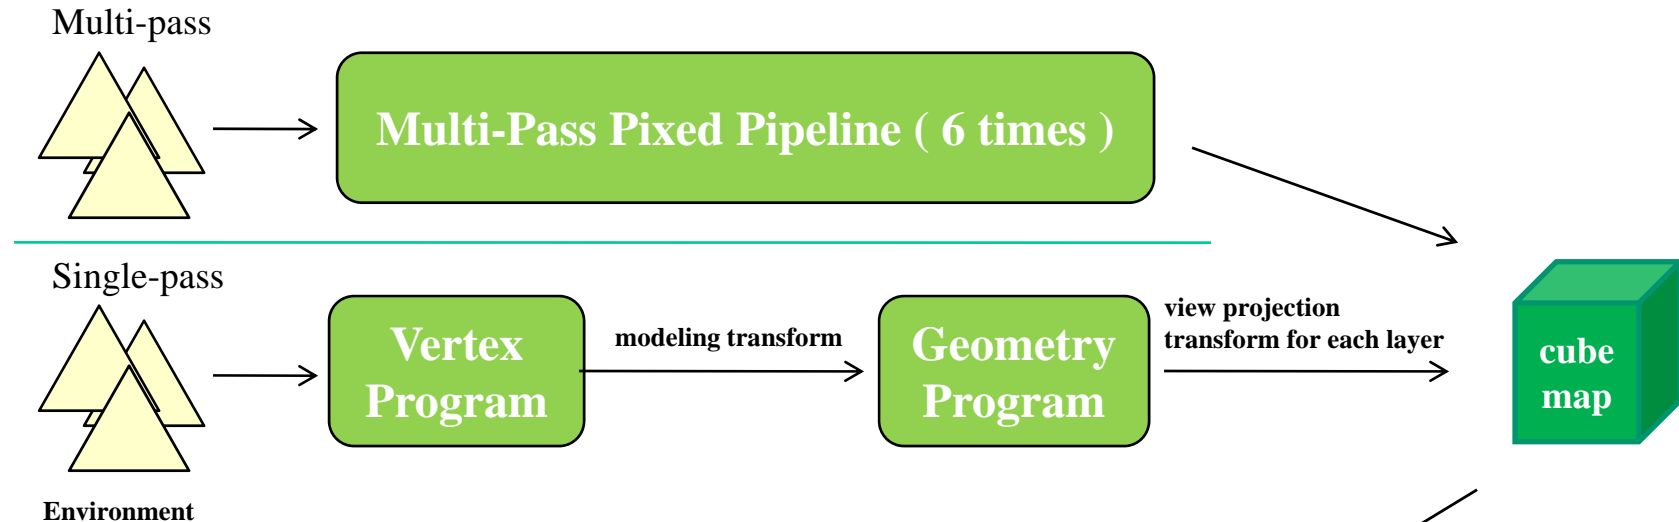 Multi-pass
Multi-Pass Pixed Pipeline ( 6 times )
Single-pass
Vertex
Program
modeling transform
Geometry
Program
view projection
transform for each layer
cube
map
Environment